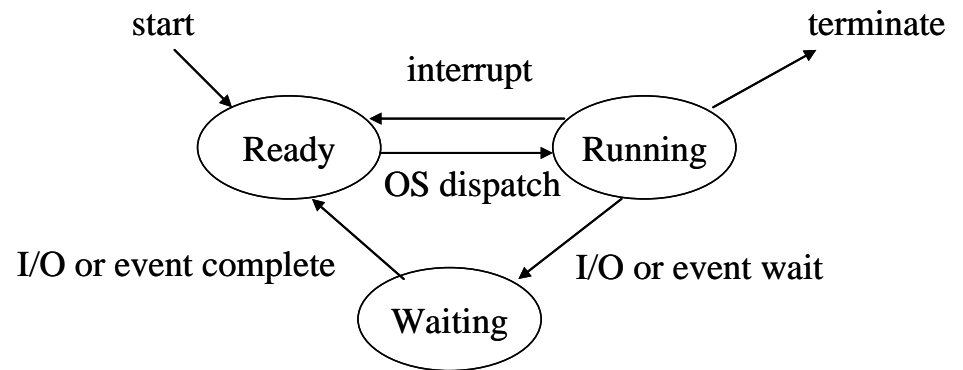 start
terminate
interrupt
Ready
Running
OS dispatch
I/O or event complete
I/O or event wait
Waiting